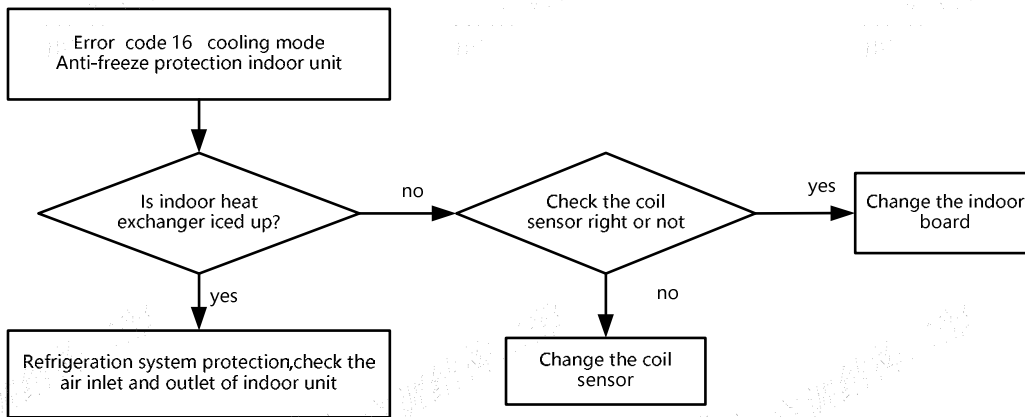 Error code 16 cooling mode
Anti-freeze protection indoor unit
Is indoor heat
exchanger iced up?
no
Check the coil
sensor right or not
yes
Change the indoor
board
yes
no
Refrigeration system protection,check the
air inlet and outlet of indoor unit
Change the coil
sensor